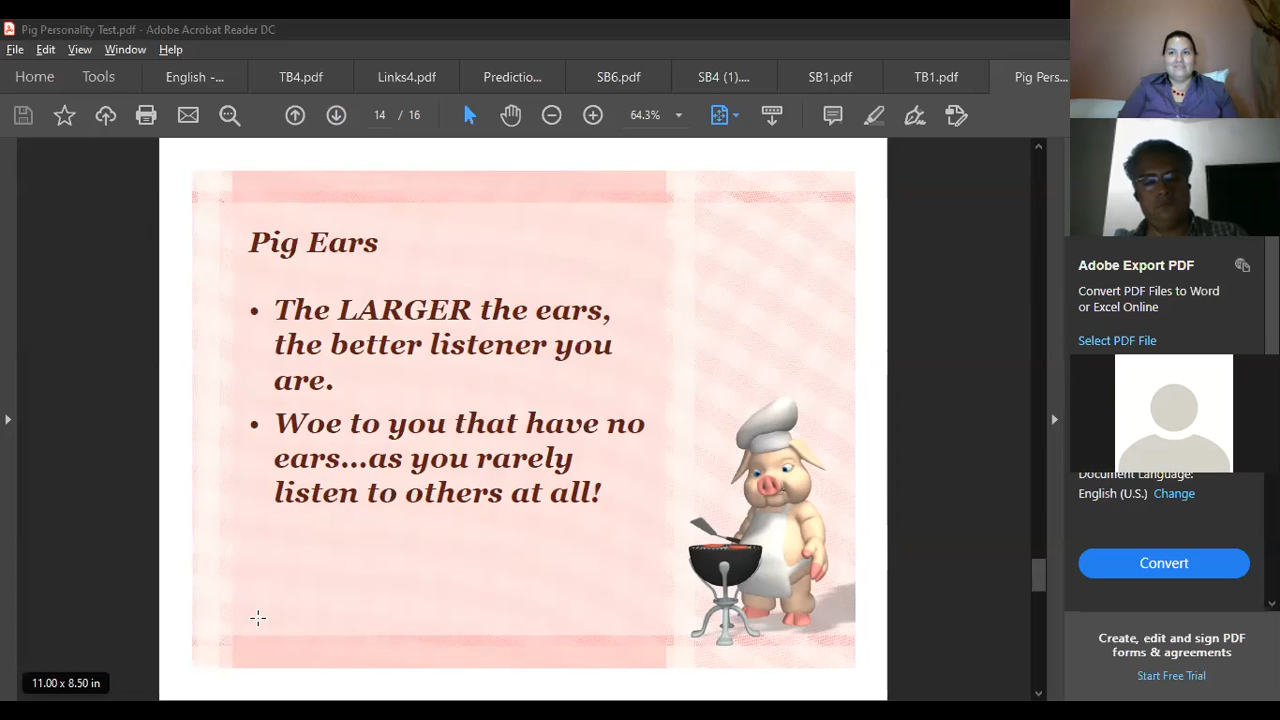 Pig Personality Test.pdf - Adobe Acrobat Reader DC
File Edit View Window Help
Home Tools English -... TB4.pdf Links4.pdf Predictio... SB6.pdf SB4 (1).... SB1.pdf TB1.pdf Pig Pers...
14 / 16 64.3%
Pig Ears
• The LARGER the ears,
the better listener you
are.
• Woe to you that have no
ears...as you rarely
listen to others at all!
11.00 x 8.50 in
Adobe Export PDF
Convert PDF Files to Word
or Excel Online
Select PDF File
Document Language:
English (U.S.) Change
Convert
Create, edit and sign PDF
forms & agreements
Start Free Trial